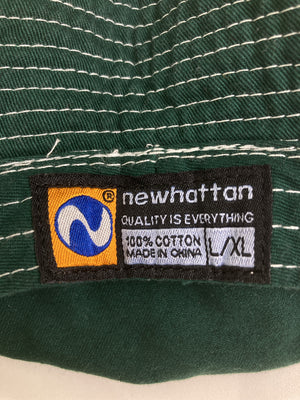 newhattan
®
QUALITY IS EVERYTHING
100% COTTON
MADE IN CHINA
L/XL